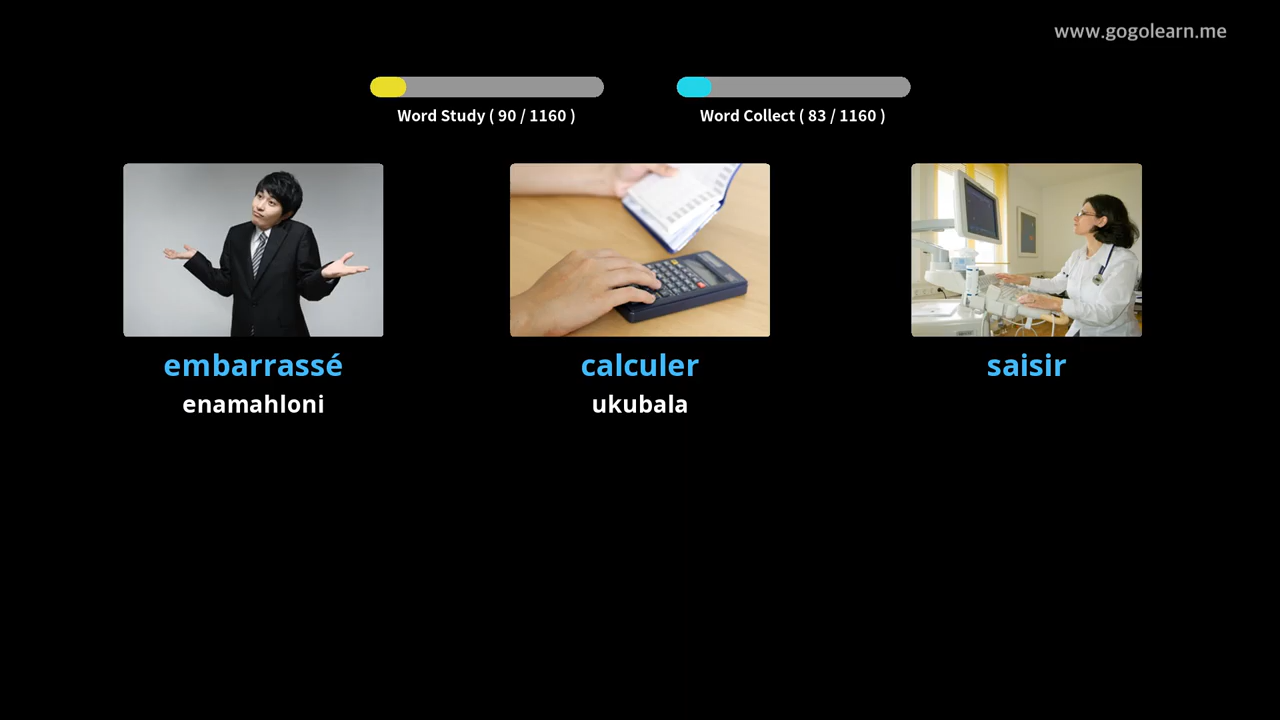 www.gogolearn.me
Word Study ( 90 / 1160 )
Word Collect ( 83 / 1160 )
embarrassé
calculer
saisir
enamahloni
ukubala